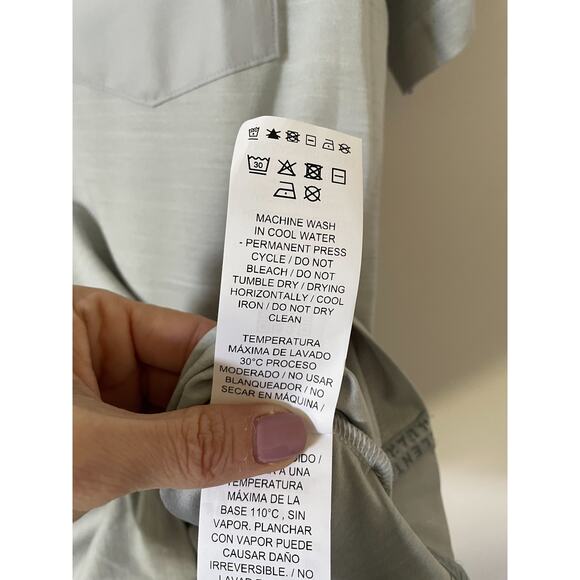 30
MACHINE WASH
IN COOL WATER
- PERMANENT PRESS
CYCLE / DO NOT
BLEACH / DO NOT
TUMBLE DRY / DRYING
HORIZONTALLY / COOL
IRON / DO NOT DRY
CLEAN
TEMPERATURA
MÁXIMA DE LAVADO
30°C PROCESO
MODERADO / NO USAR
BLANQUEADOR / NO
SECAR EN MÁQUINA /
A UNA
TEMPERATURA
MÁXIMA DE LA
BASE 110°C , SIN
VAPOR. PLANCHAR
CON VAPOR PUEDE
CAUSAR DAÑO
IRREVERSIBLE. / NO